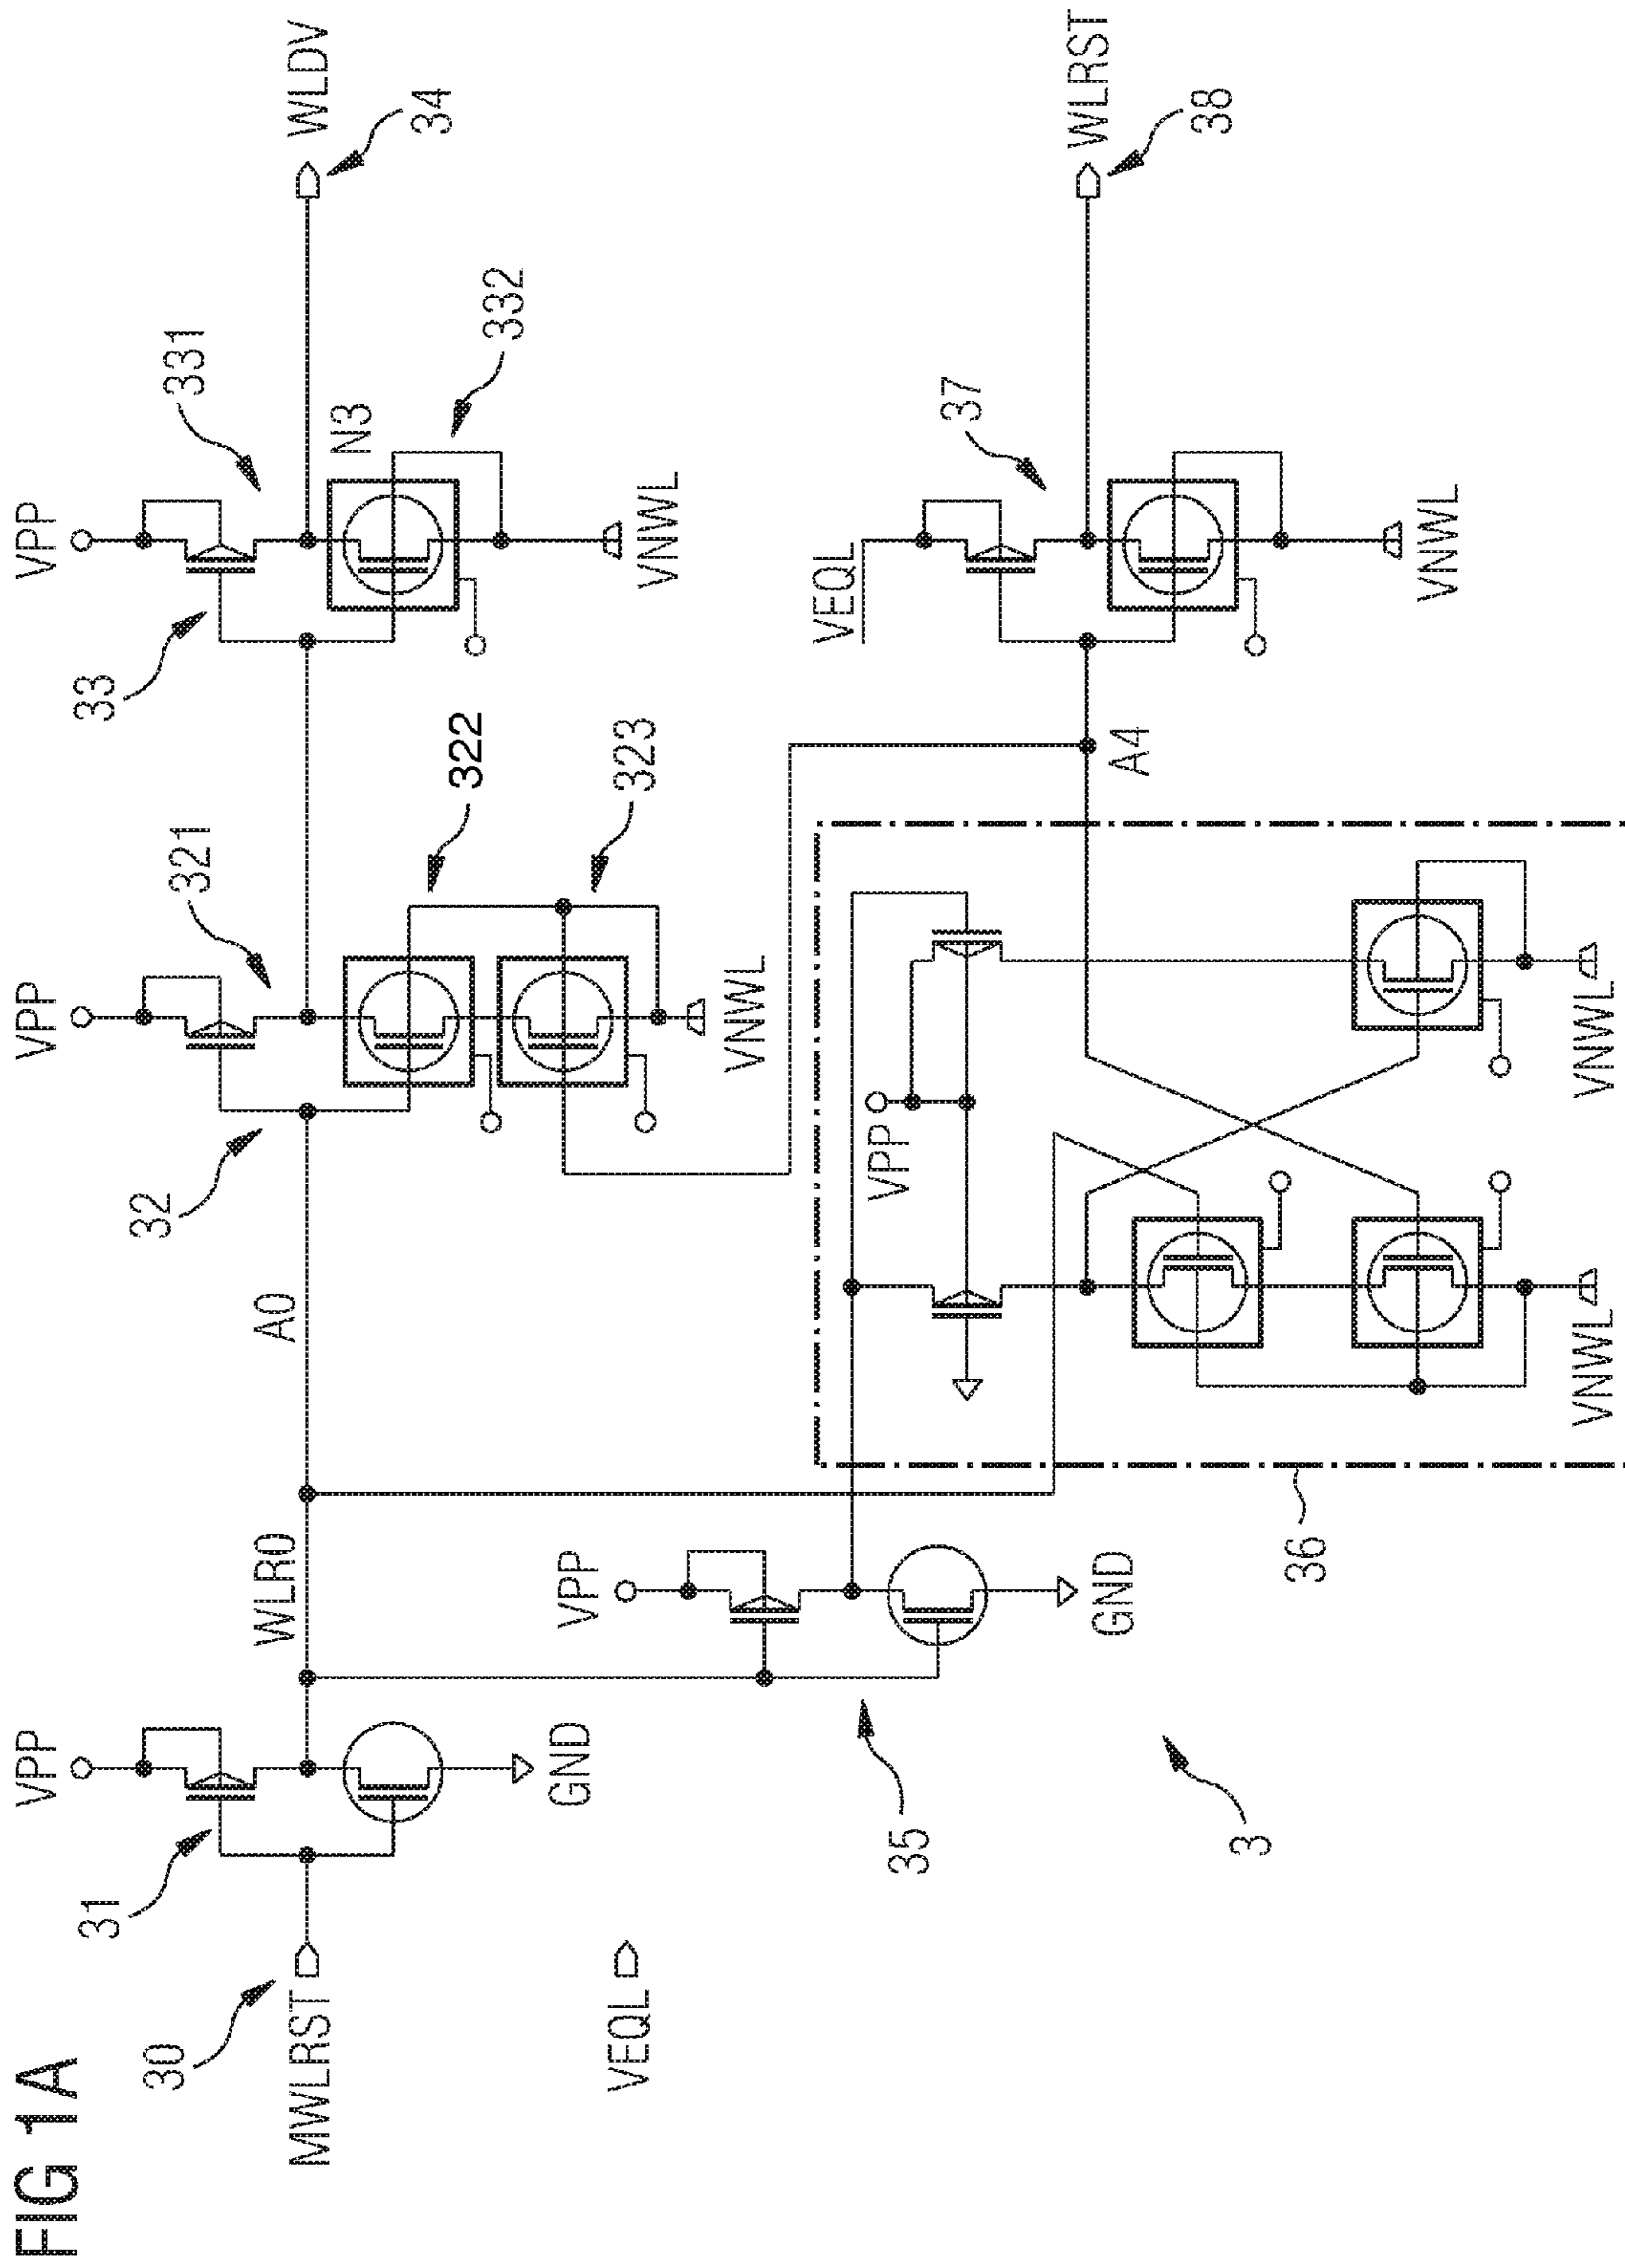 FIG 1A
VPP
VPP
VPP
31
321
331
33
32
30
MWLRST
WLR0
A0
N3
WLDV
34
322
332
GND
VPP
323
VNWL
VNWL
VEQL
VEQL
37
35
GND
VPP
A4
WLRST
38
3
36
VNWL
VNWL
VNWL